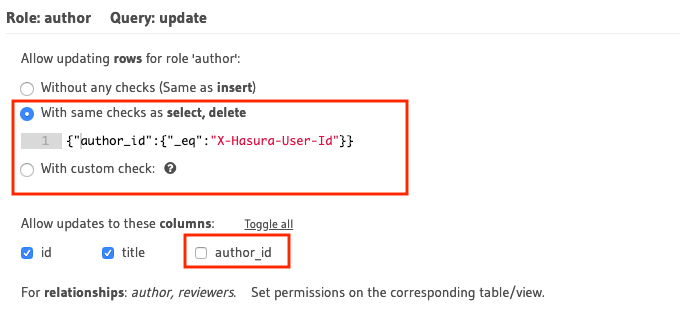 Role: author Query: update
Allow updating rows for role 'author':
Without any checks (Same as insert)
With same checks as select, delete
1 {"author_id":{"_eq":"X-Hasura-User-Id"}}
With custom check: ?
Allow updates to these columns: Toggle all
id title author_id
For relationships: author, reviewers. Set permissions on the corresponding table/view.